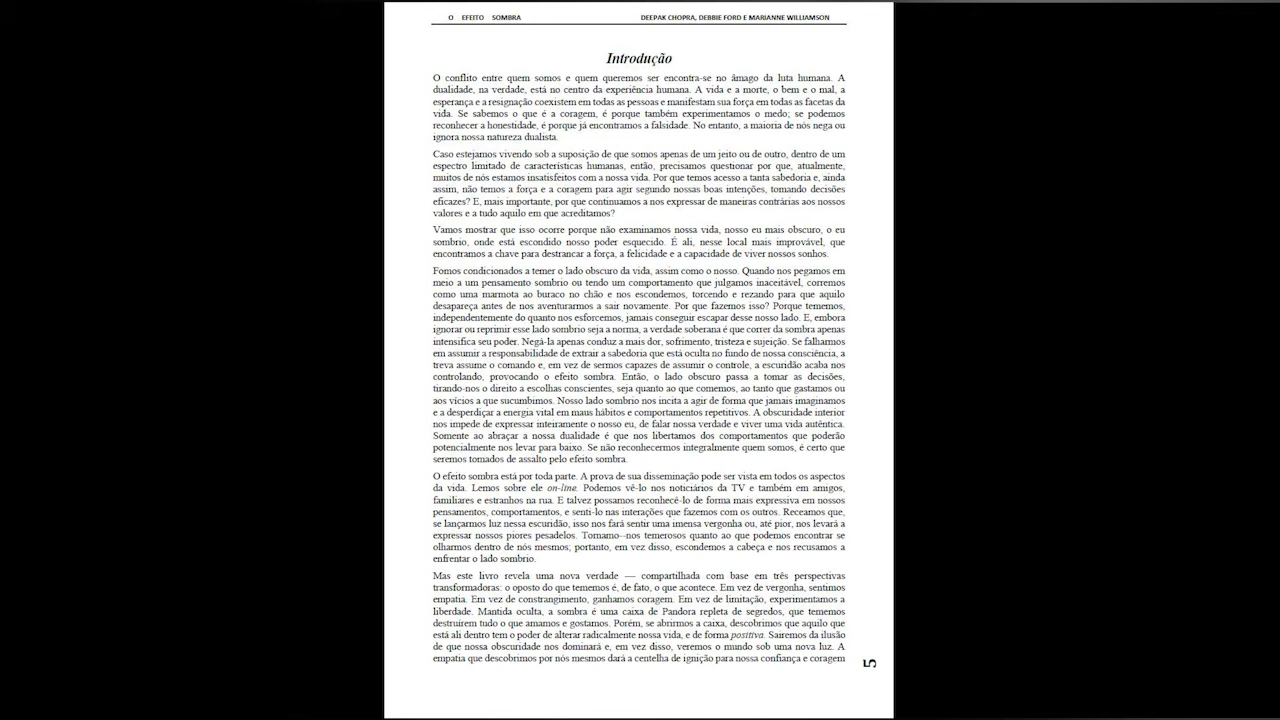 O EFEITO SOMBRA DEEPAK CHOPRA, DEBBIE FORD E MARIANNE WILLIAMSON
Introdução
O conflito entre quem somos e quem queremos ser encontra-se no âmago da luta humana. A
dualidade, na verdade, está no centro da experiência humana. A vida e a morte, o bem e o mal, a
esperança e a resignação coexistem em todas as pessoas e manifestam sua força em todas as facetas da
vida. Se sabemos o que é a coragem, é porque também experimentamos o medo; se podemos
reconhecer a honestidade, é porque já encontramos a falsidade. No entanto, a maioria de nós nega ou
ignora nossa natureza dualista.
Caso estejamos vivendo sob a suposição de que somos apenas de um jeito ou de outro, dentro de um
espectro limitado de características humanas, então, precisamos questionar por que, atualmente,
muitos de nós estamos insatisfeitos com a nossa vida. Por que temos acesso a tanta sabedoria e, ainda
assim, não temos a força e a coragem para agir segundo nossas boas intenções, tomando decisões
eficazes? E, mais importante, por que continuamos a nos expressar de maneiras contrárias aos nossos
valores e a tudo aquilo em que acreditamos?
Vamos mostrar que isso ocorre porque não examinamos nossa vida, nosso eu mais obscuro, o eu
sombrio, onde está escondido nosso poder esquecido. É ali, nesse local mais improvável, que
encontramos a chave para destrancar a força, a felicidade e a capacidade de viver nossos sonhos.
Fomos condicionados a temer o lado obscuro da vida, assim como o nosso. Quando nos pegamos em
meio a um pensamento sombrio ou tendo um comportamento que julgamos inaceitável, corremos
como uma marmota ao buraco no chão e nos escondemos, torcendo e rezando para que aquilo
desapareça antes de nos aventurarmos a sair novamente. Por que fazemos isso? Porque tememos,
independentemente do quanto nos esforcemos, jamais conseguir escapar desse nosso lado. E, embora
ignorar ou reprimir esse lado sombrio seja a norma, a verdade soberana é que correr da sombra apenas
intensifica seu poder. Negá-la apenas conduz a mais dor, sofrimento, tristeza e sujeição. Se falharmos
em assumir a responsabilidade de extrair a sabedoria que está oculta no fundo de nossa consciência, a
treva assume o comando e, em vez de sermos capazes de assumir o controle, a escuridão acaba nos
controlando, provocando o efeito sombra. Então, o lado obscuro passa a tomar as decisões,
tirando-nos o direito a escolhas conscientes, seja quanto ao que comemos, ao tanto que gastamos ou
aos vícios a que sucumbimos. Nosso lado sombrio nos incita a agir de forma que jamais imaginamos
e a desperdiçar a energia vital em maus hábitos e comportamentos repetitivos. A obscuridade interior
nos impede de expressar inteiramente o nosso eu, de falar nossa verdade e viver uma vida autêntica.
Somente ao abraçar a nossa dualidade é que nos libertamos dos comportamentos que poderão
potencialmente nos levar para baixo. Se não reconhecermos integralmente quem somos, é certo que
seremos tomados de assalto pelo efeito sombra.
O efeito sombra está por toda parte. A prova de sua disseminação pode ser vista em todos os aspectos
da vida. Lemos sobre ele on-line. Podemos vê-lo nos noticiários da TV e também em amigos,
familiares e estranhos na rua. E talvez possamos reconhecê-lo de forma mais expressiva em nossos
pensamentos, comportamentos, e senti-lo nas interações que fazemos com os outros. Receamos que,
se lançarmos luz nessa escuridão, isso nos fará sentir uma imensa vergonha ou, até pior, nos levará a
expressar nossos piores pesadelos. Tornamo--nos temerosos quanto ao que podemos encontrar se
olharmos dentro de nós mesmos; portanto, em vez disso, escondemos a cabeça e nos recusamos a
enfrentar o lado sombrio.
Mas este livro revela uma nova verdade — compartilhada com base em três perspectivas
transformadoras: o oposto do que tememos é, de fato, o que acontece. Em vez de vergonha, sentimos
empatia. Em vez de constrangimento, ganhamos coragem. Em vez de limitação, experimentamos a
liberdade. Mantida oculta, a sombra é uma caixa de Pandora repleta de segredos, que tememos
destruírem tudo o que amamos e gostamos. Porém, se abrirmos a caixa, descobrimos que aquilo que
está ali dentro tem o poder de alterar radicalmente nossa vida, e de forma positiva. Sairemos da ilusão
de que nossa obscuridade nos dominará e, em vez disso, veremos o mundo sob uma nova luz. A
empatia que descobrimos por nós mesmos dará a centelha de ignição para nossa confiança e coragem
5